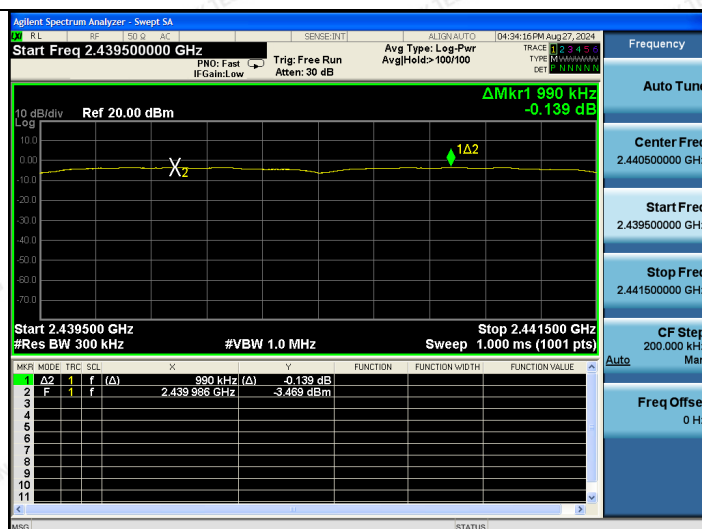 Agilent Spectrum Analyzer - Swept SA
LXI RL RF 50 Ω AC SENSE:INT ALIGN AUTO 04:34:16 PM Aug 27, 2024
Start Freq 2.439500000 GHz
PNO: Fast
IFGain:Low
Trig: Free Run
Atten: 30 dB
Avg Type: Log-Pwr
Avg|Hold:>100/100
TRACE 1 2 3 4 5 6
TYPE M
DET P N N N N N
ΔMkr1 990 kHz
-0.139 dB
10 dB/div Ref 20.00 dBm
Log
10.0
0.00
-10.0
-20.0
-30.0
-40.0
-50.0
-60.0
-70.0
1Δ2
2
Start 2.439500 GHz Stop 2.441500 GHz
#Res BW 300 kHz #VBW 1.0 MHz Sweep 1.000 ms (1001 pts)
MKR MODE TRC SCL X Y FUNCTION FUNCTION WIDTH FUNCTION VALUE
1 Δ2 1 f (Δ) 990 kHz (Δ) -0.139 dB
2 F 1 f 2.439 986 GHz -3.469 dBm
3
4
5
6
7
8
9
10
11
MSG STATUS
Frequency
Auto Tune
Center Freq
2.440500000 GHz
Start Freq
2.439500000 GHz
Stop Freq
2.441500000 GHz
CF Step
200.000 kHz
Auto Man
Freq Offset
0 Hz